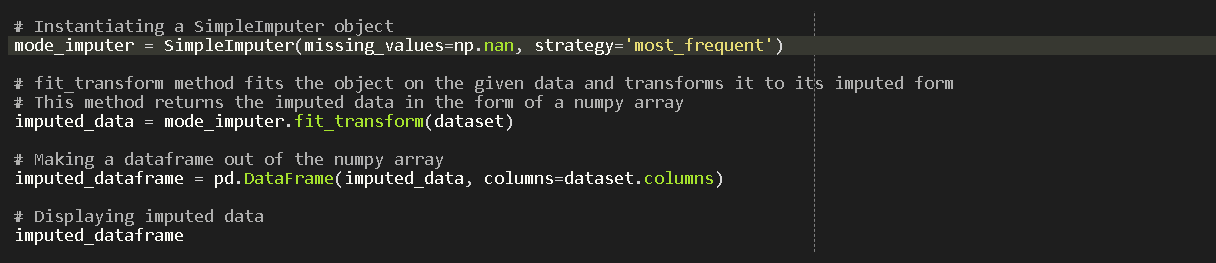 # Instantiating a SimpleImputer object
mode_imputer = SimpleImputer(missing_values=np.nan, strategy='most_frequent')
# fit_transform method fits the object on the given data and transforms it to its imputed form
# This method returns the imputed data in the form of a numpy array
imputed_data = mode_imputer.fit_transform(dataset)
# Making a dataframe out of the numpy array
imputed_dataframe = pd.DataFrame(imputed_data, columns=dataset.columns)
# Displaying imputed data
imputed_dataframe